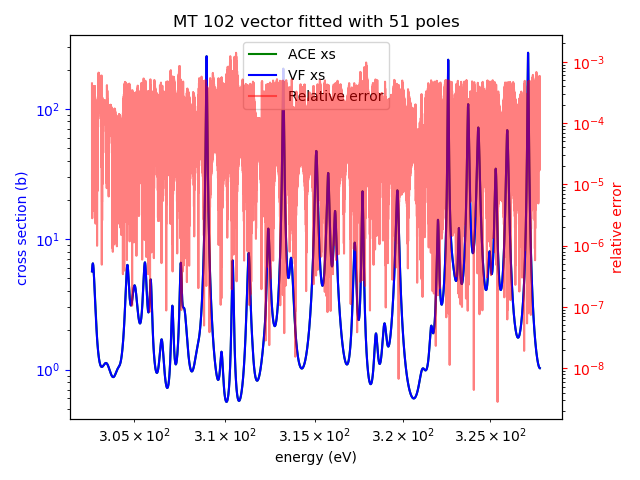 MT 102 vector fitted with 51 poles
ACE xs
VF xs
Relative error
cross section (b)
10²
10¹
10⁰
relative error
10⁻³
10⁻⁴
10⁻⁵
10⁻⁶
10⁻⁷
10⁻⁸
3.05 × 10² 3.1 × 10² 3.15 × 10² 3.2 × 10² 3.25 × 10²
energy (eV)